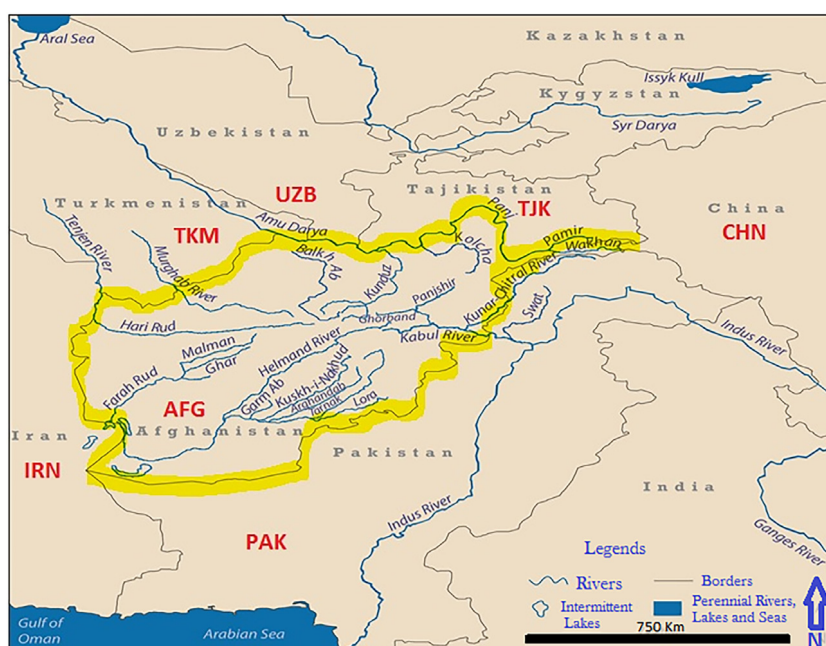 Aral Sea
Kazakhstan
Issyk Kull
Kygyzstan
Syr Darya
Uzbekistan
UZB
Tajikistan
TJK
Turkmenistan
TKM
China
CHN
Tenjen River
Murghab River
Amu Darya
Balkh Ab
Kunduz
Kolcha
Panj
Pamir
Wakhan
Hari Rud
Ghorband
Panishir
Kabul River
Kunar-Chitral River
Swat
Indus River
Malman
Ghar
Farah Rud
Helmand River
Garm Ab
Kuskh-i-Nakhud
Arghandab
Tarnak
Lora
AFG
Afghanistan
Iran
IRN
Pakistan
PAK
India
Indus River
Ganges River
Gulf of
Oman
Arabian Sea
Legends
Rivers
Borders
Intermittent
Lakes
Perennial Rivers,
Lakes and Seas
750 Km
N